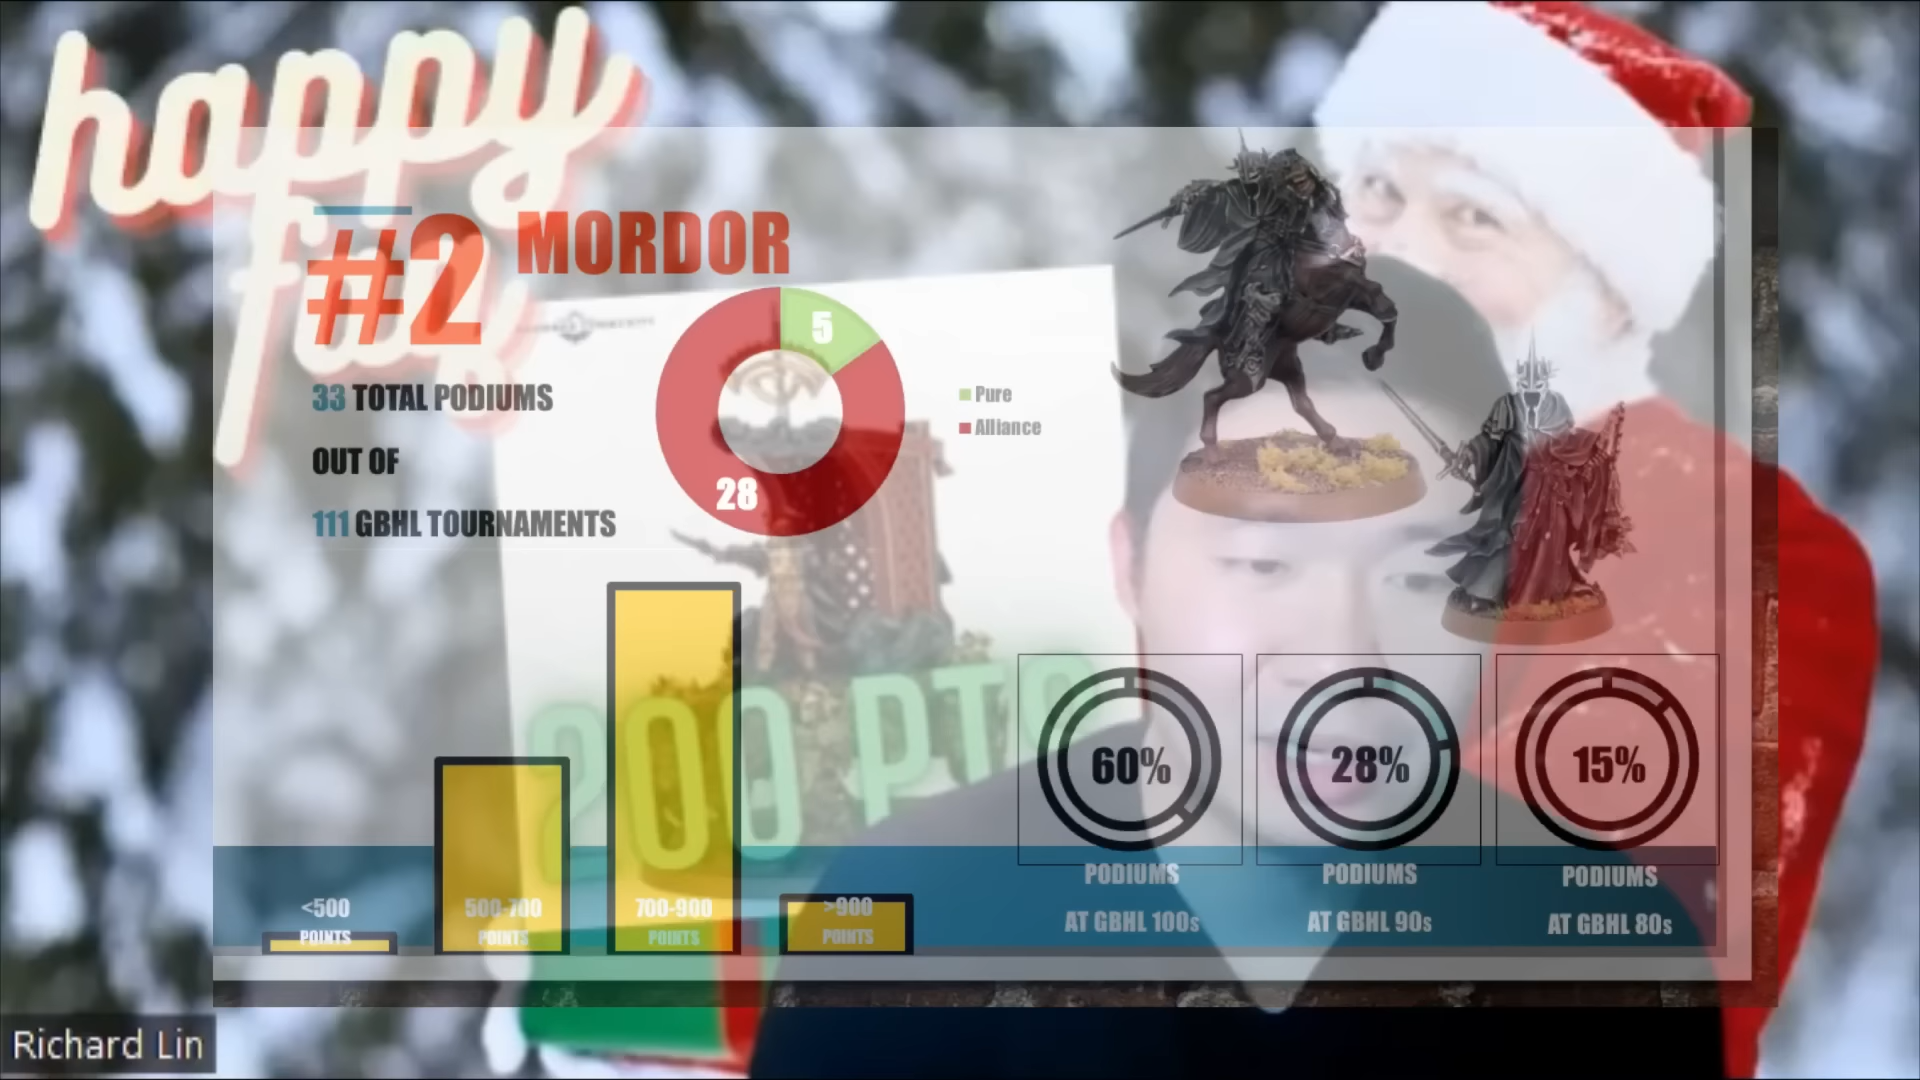 happy
#2 MORDOR
5
33 TOTAL PODIUMS
Pure
Alliance
OUT OF
28
111 GBHL TOURNAMENTS
200 PTS
60%
28%
15%
<500
POINTS
500-700
POINTS
700-900
POINTS
>900
POINTS
PODIUMS
AT GBHL 100s
PODIUMS
AT GBHL 90s
PODIUMS
AT GBHL 80s
Richard Lin